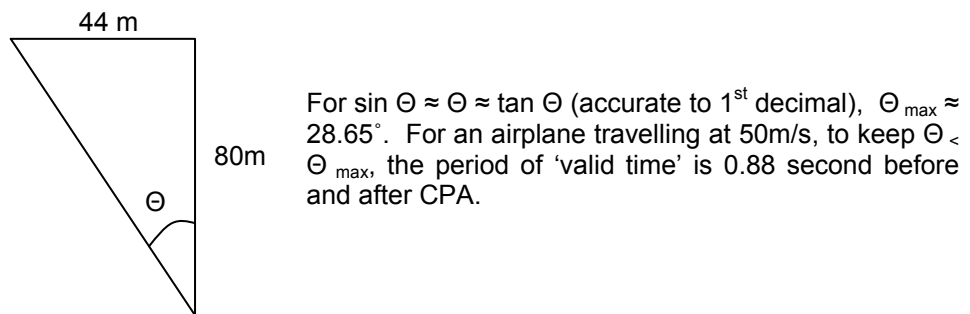 44 m
For sin Θ ≈ Θ ≈ tan Θ (accurate to 1st decimal), Θ max ≈
28.65˚. For an airplane travelling at 50m/s, to keep Θ <
Θ max, the period of ‘valid time’ is 0.88 second before
and after CPA.
80m
Θ